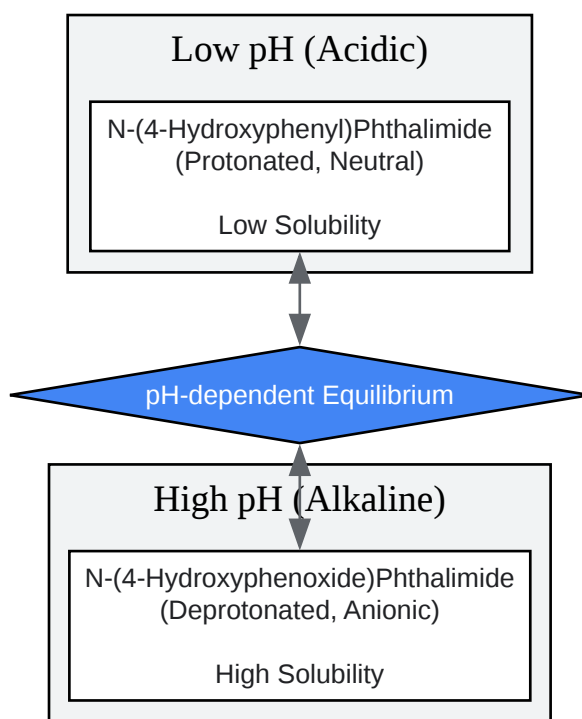 Low pH (Acidic)
N-(4-Hydroxyphenyl)Phthalimide
(Protonated, Neutral)
Low Solubility
pH-dependent Equilibrium
High pH (Alkaline)
N-(4-Hydroxyphenoxide)Phthalimide
(Deprotonated, Anionic)
High Solubility